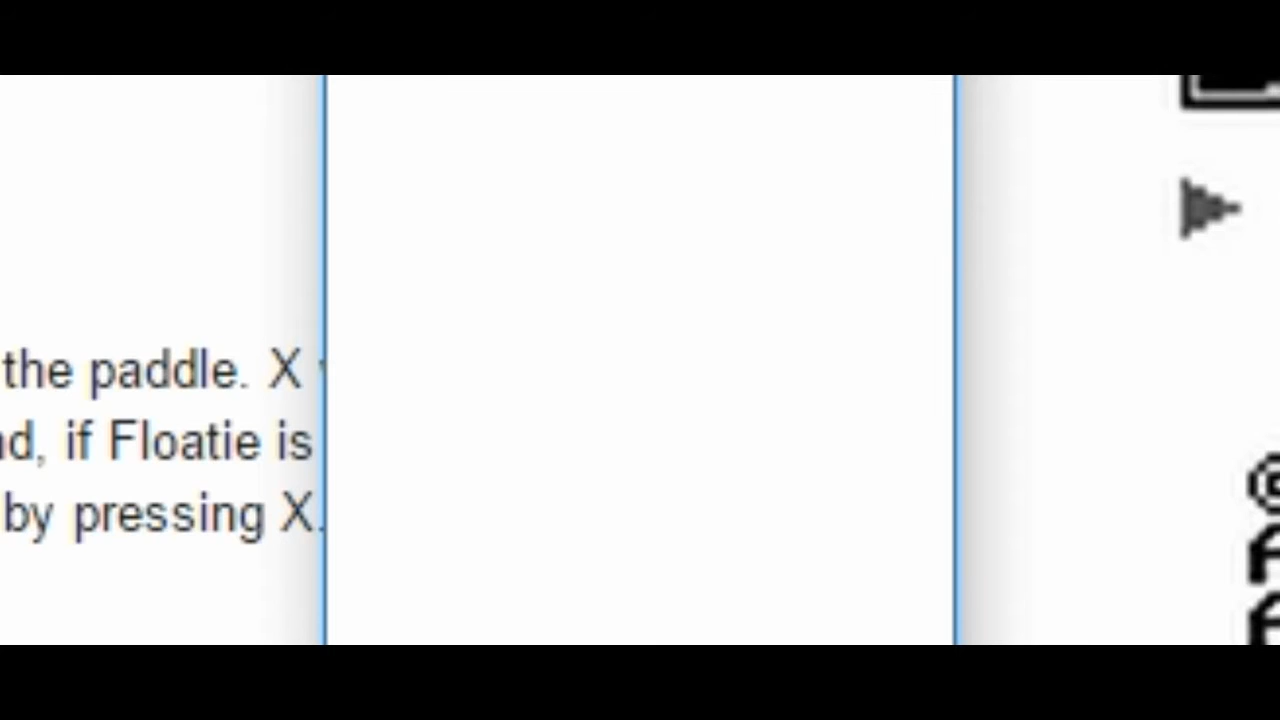 the paddle. X
d, if Floatie is
by pressing X.